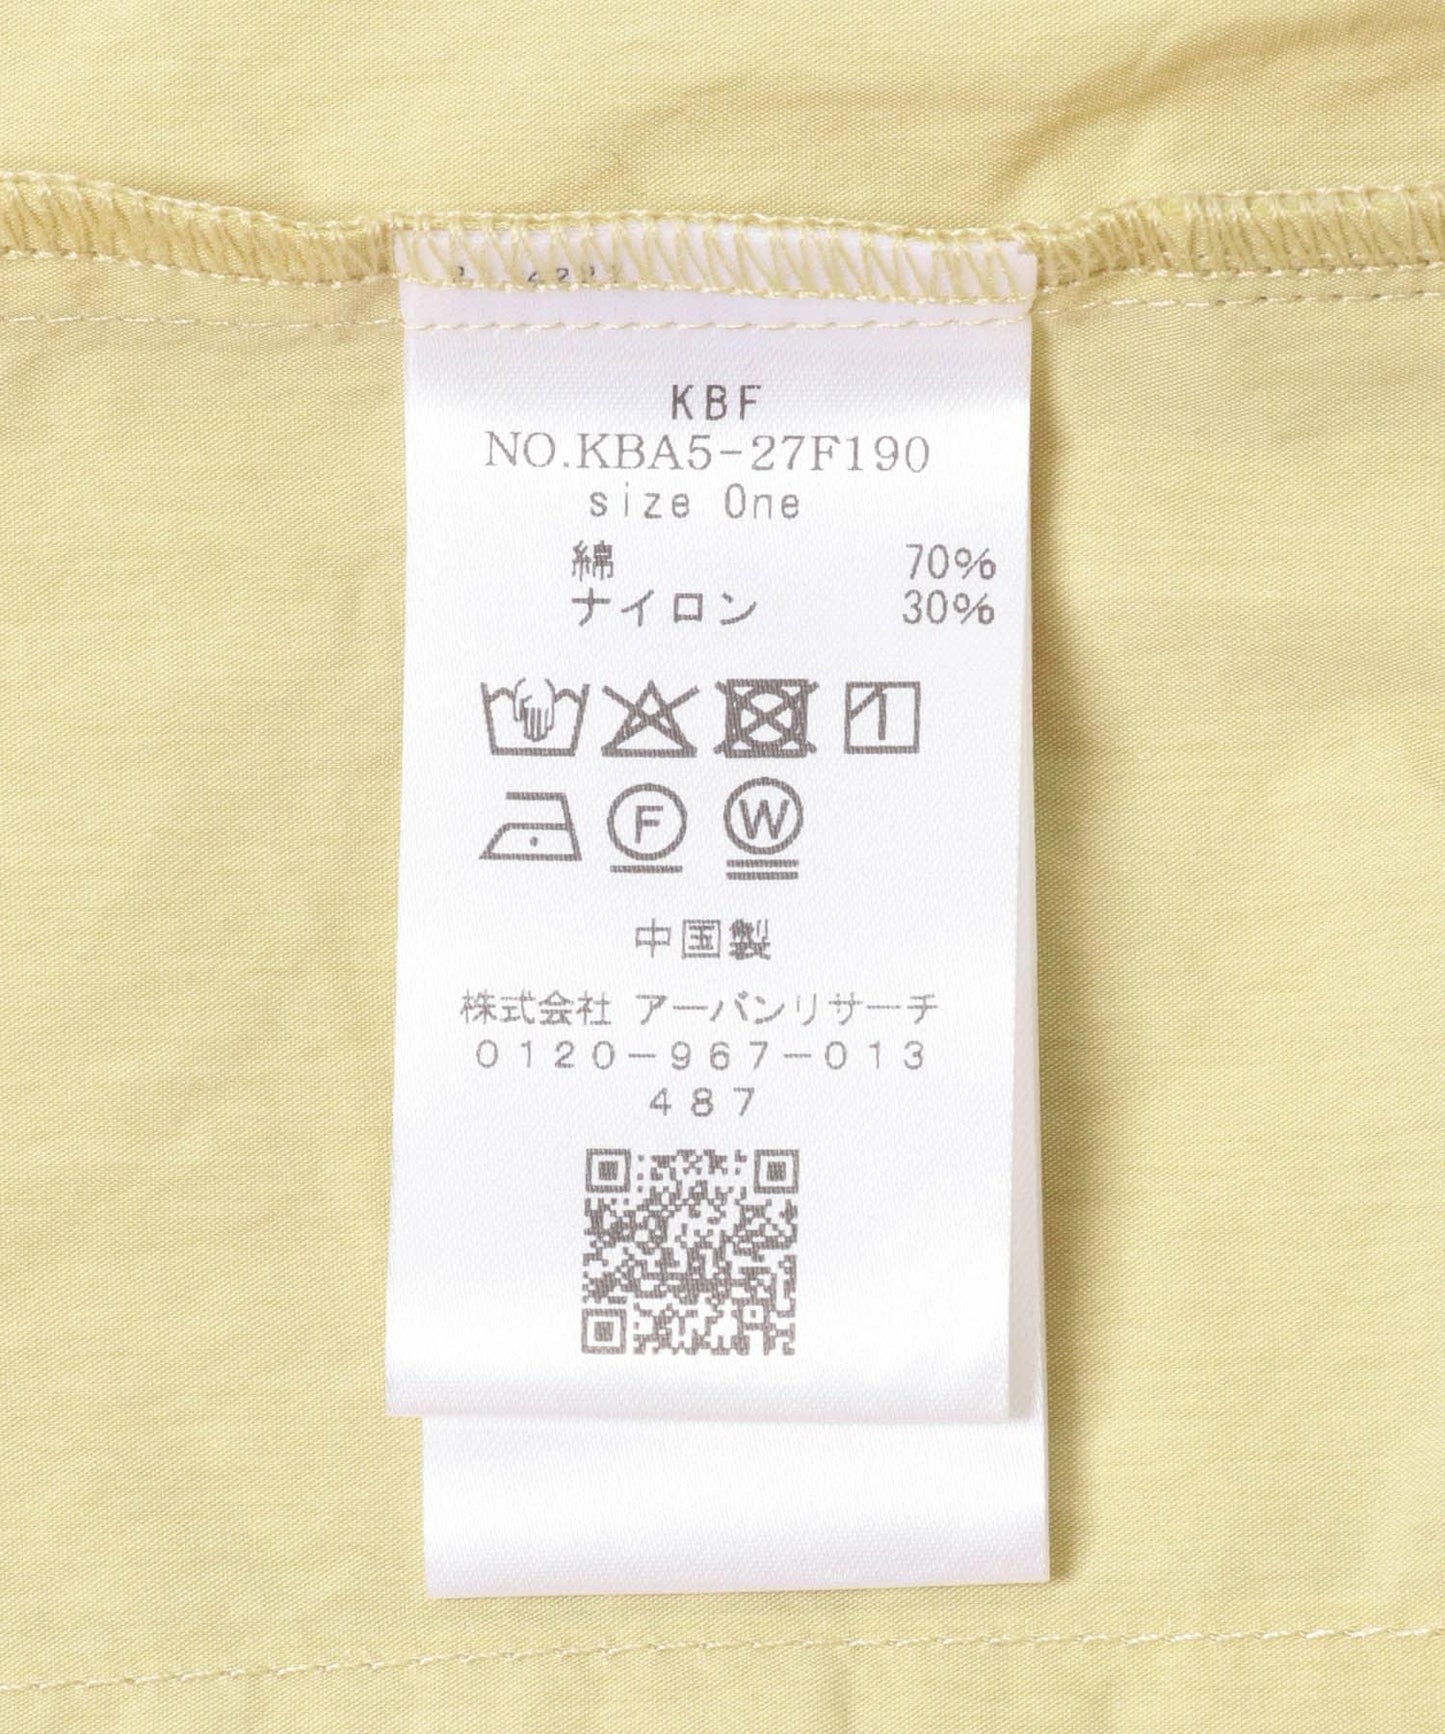 KBF
NO.KBA5-27F190
size One
綿 70%
ナイロン 30%
F W
中国製
株式会社 アーバンリサーチ
0120-967-013
487